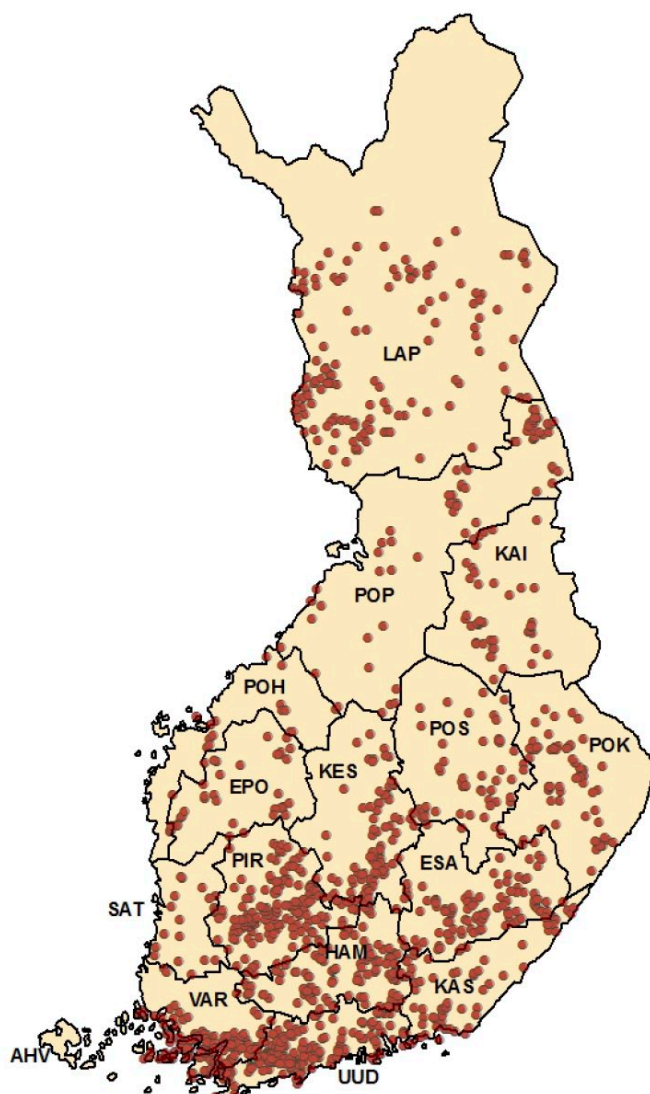 LAP
KAI
POP
POH
POS
POK
KES
EPO
PIR
ESA
SAT
HAM
KAS
VAR
AHV
UUD